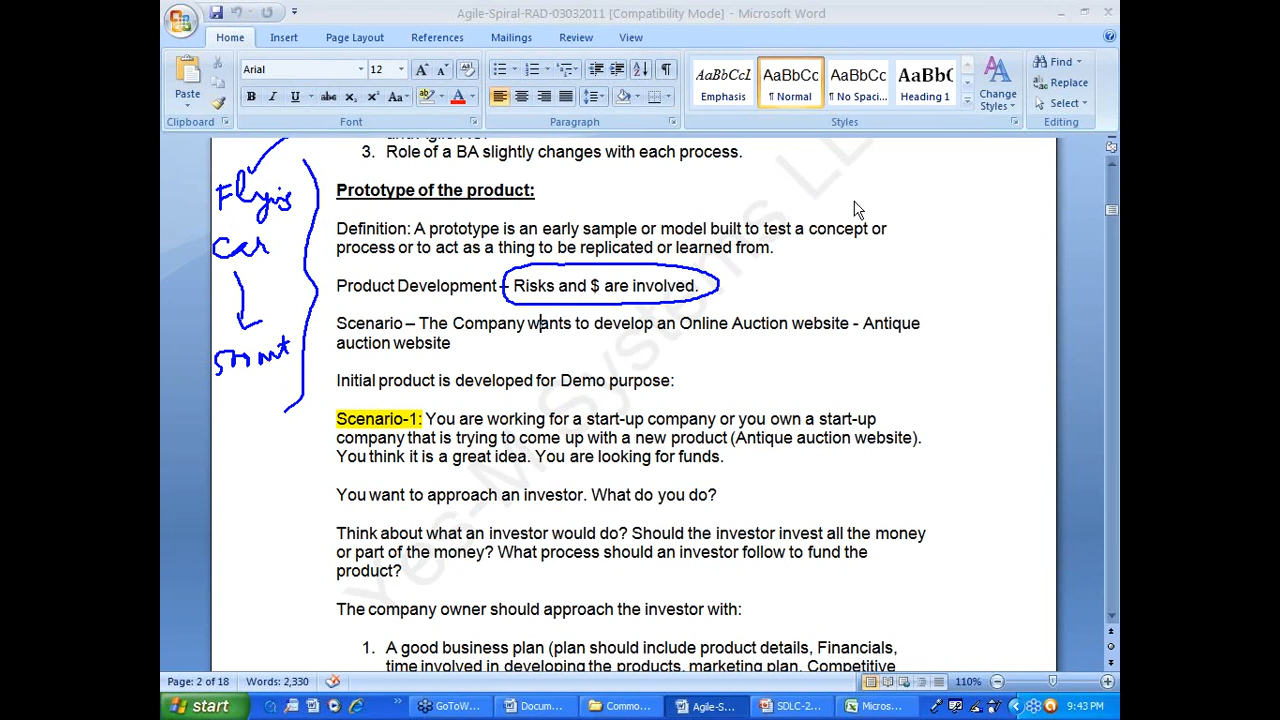 Agile-Spiral-RAD-03032011 [Compatibility Mode] - Microsoft Word
Home Insert Page Layout References Mailings Review View
Paste
Arial 12
AaBbCcL AaBbCc AaBbCc AaBbC
Emphasis ¶ Normal ¶ No Spaci... Heading 1
Change Styles
Find
Replace
Select
Clipboard Font Paragraph Styles Editing
3. Role of a BA slightly changes with each process.
Prototype of the product:
Definition: A prototype is an early sample or model built to test a concept or
process or to act as a thing to be replicated or learned from.
Product Development – Risks and $ are involved.
Scenario – The Company wants to develop an Online Auction website - Antique
auction website
Initial product is developed for Demo purpose:
Scenario-1: You are working for a start-up company or you own a start-up
company that is trying to come up with a new product (Antique auction website).
You think it is a great idea. You are looking for funds.
You want to approach an investor. What do you do?
Think about what an investor would do? Should the investor invest all the money
or part of the money? What process should an investor follow to fund the
product?
The company owner should approach the investor with:
1. A good business plan (plan should include product details, Financials,
time involved in developing the products, marketing plan, Competitive
Flying
Car
Yes-M Systems LL
Page: 2 of 18 Words: 2,330 110%
start GoToW... Docum... Commo... Agile-S... SDLC-2... Micros... 9:43 PM